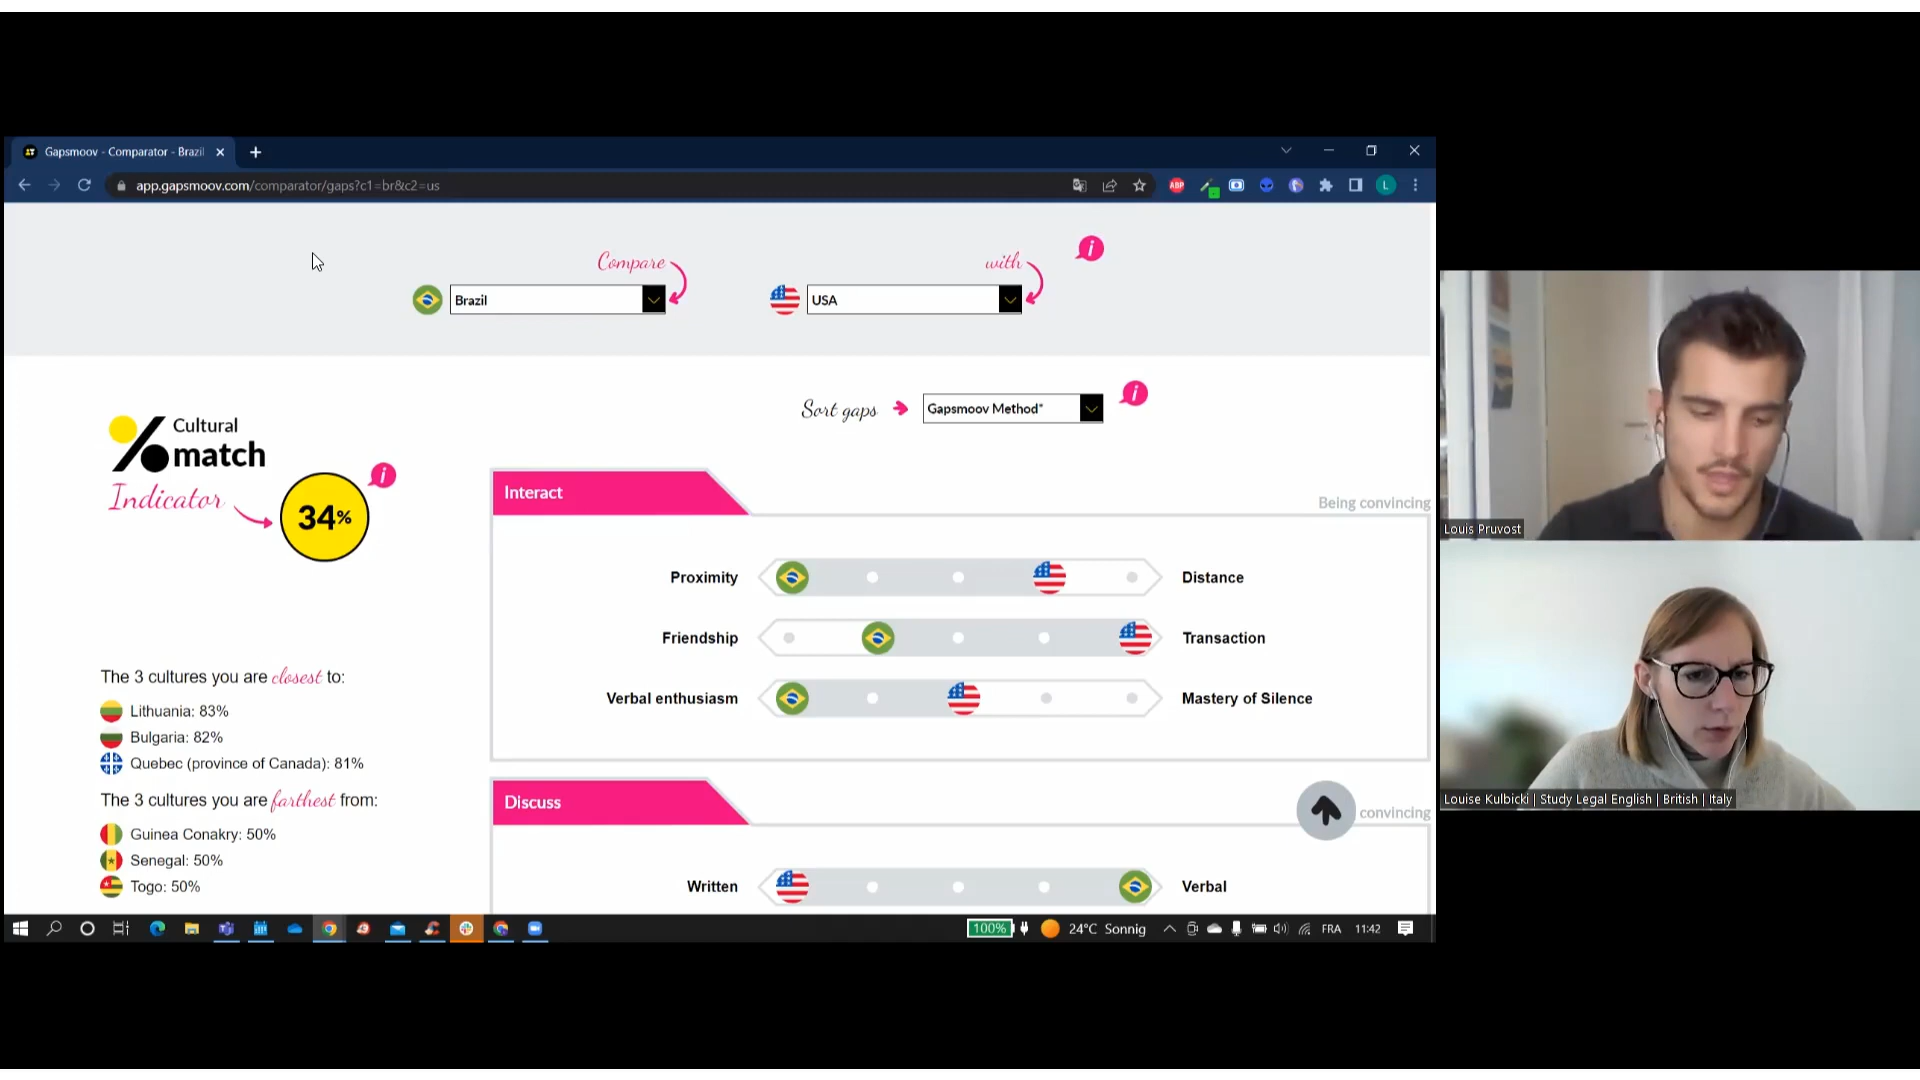 Gapsmoov - Comparator - Brazil
app.gapsmoov.com/comparator/gaps?c1=br&c2=us
ABP
L
Compare
with
i
Brazil
USA
Sort gaps
Gapsmoov Method*
i
% Cultural
match
Indicator
34%
i
Interact
Being convincing
Proximity
Distance
Friendship
Transaction
Verbal enthusiasm
Mastery of Silence
The 3 cultures you are closest to:
Lithuania: 83%
Bulgaria: 82%
Quebec (province of Canada): 81%
The 3 cultures you are farthest from:
Guinea Conakry: 50%
Senegal: 50%
Togo: 50%
Discuss
convincing
Written
Verbal
100%
24°C Sonnig
FRA
11:42
Louis Pruvost
Louise Kulbicki | Study Legal English | British | Italy